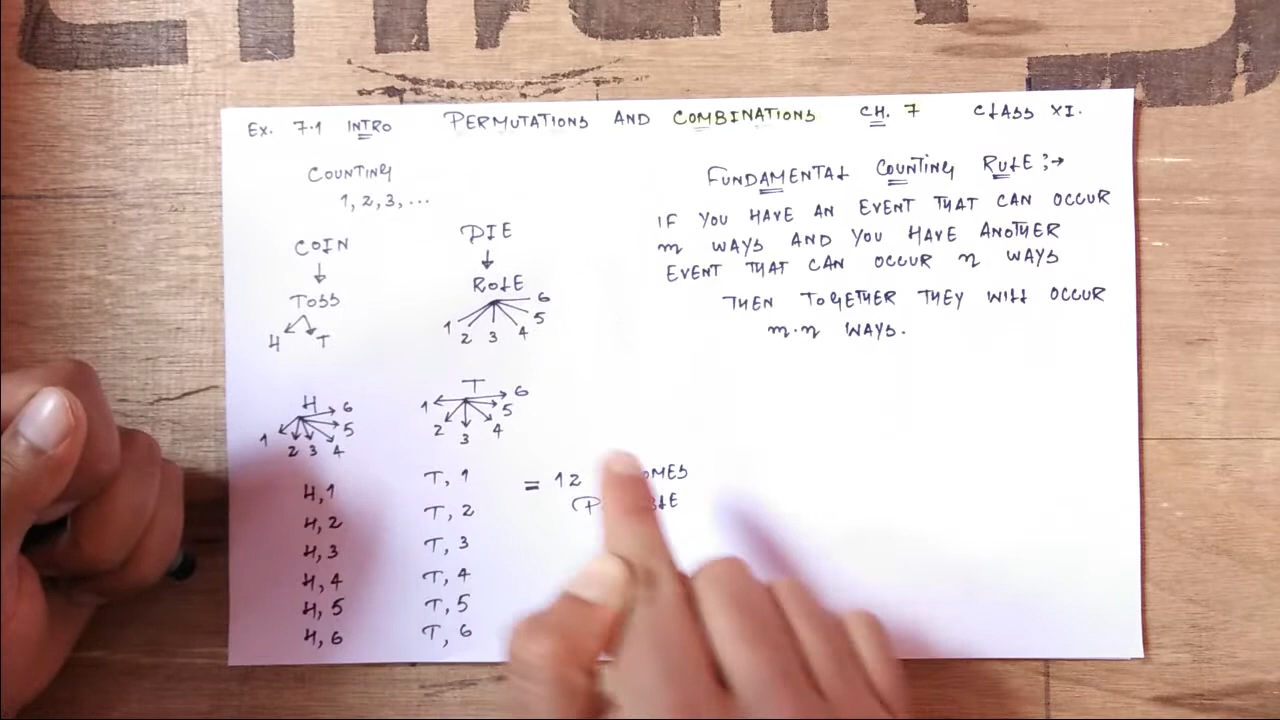 Ex. 7.1 INTRO PERMUTATIONS AND COMBINATIONS CH. 7 CLASS XI.
COUNTING
1, 2, 3, ...
COIN
TOSS
H T
DIE
ROLE
1 2 3 4 5 6
H
1 2 3 4 5 6
T
1 2 3 4 5 6
H, 1
H, 2
H, 3
H, 4
H, 5
H, 6
T, 1
T, 2
T, 3
T, 4
T, 5
T, 6
= 12
FUNDAMENTAL COUNTING RULE :→
IF YOU HAVE AN EVENT THAT CAN OCCUR
m WAYS AND YOU HAVE ANOTHER
EVENT THAT CAN OCCUR n WAYS
THEN TOGETHER THEY WILL OCCUR
m.n WAYS.